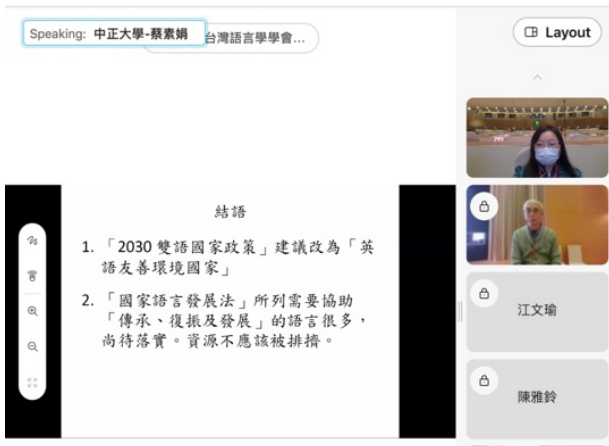 Speaking: 中正大學-蔡素娟
台灣語言學學會...
Layout
結語
1. 「2030 雙語國家政策」建議改為「英
語友善環境國家」
2. 「國家語言發展法」所列需要協助
「傳承、復振及發展」的語言很多，
尚待落實。資源不應該被排擠。
江文瑜
陳雅鈴